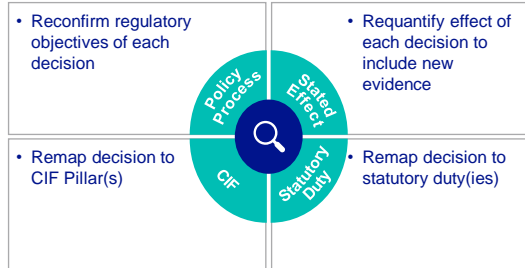 • Reconfirm regulatory
objectives of each
decision
• Requantify effect of
each decision to
include new
evidence
Policy
Process
Stated
Effect
• Remap decision to
CIF Pillar(s)
• Remap decision to
statutory duty(ies)
CIF
Statutory
Duty